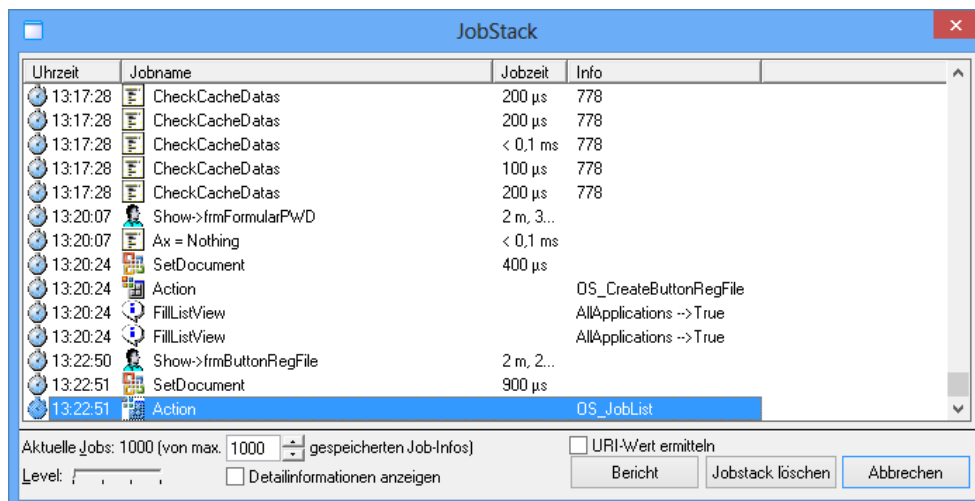 JobStack
Uhrzeit Jobname Jobzeit Info
13:17:28 CheckCacheDatas 200 µs 778
13:17:28 CheckCacheDatas 200 µs 778
13:17:28 CheckCacheDatas < 0,1 ms 778
13:17:28 CheckCacheDatas 100 µs 778
13:17:28 CheckCacheDatas 200 µs 778
13:20:07 Show->frmFormularPWD 2 m, 3...
13:20:07 Ax = Nothing < 0,1 ms
13:20:24 SetDocument 400 µs
13:20:24 Action OS_CreateButtonRegFile
13:20:24 FillListView AllApplications -->True
13:20:24 FillListView AllApplications -->True
13:22:50 Show->frmButtonRegFile 2 m, 2...
13:22:51 SetDocument 900 µs
13:22:51 Action OS_JobList
Aktuelle Jobs: 1000 (von max. 1000 gespeicherten Job-Infos) URI-Wert ermitteln
Level: Detailinformationen anzeigen Bericht Jobstack löschen Abbrechen